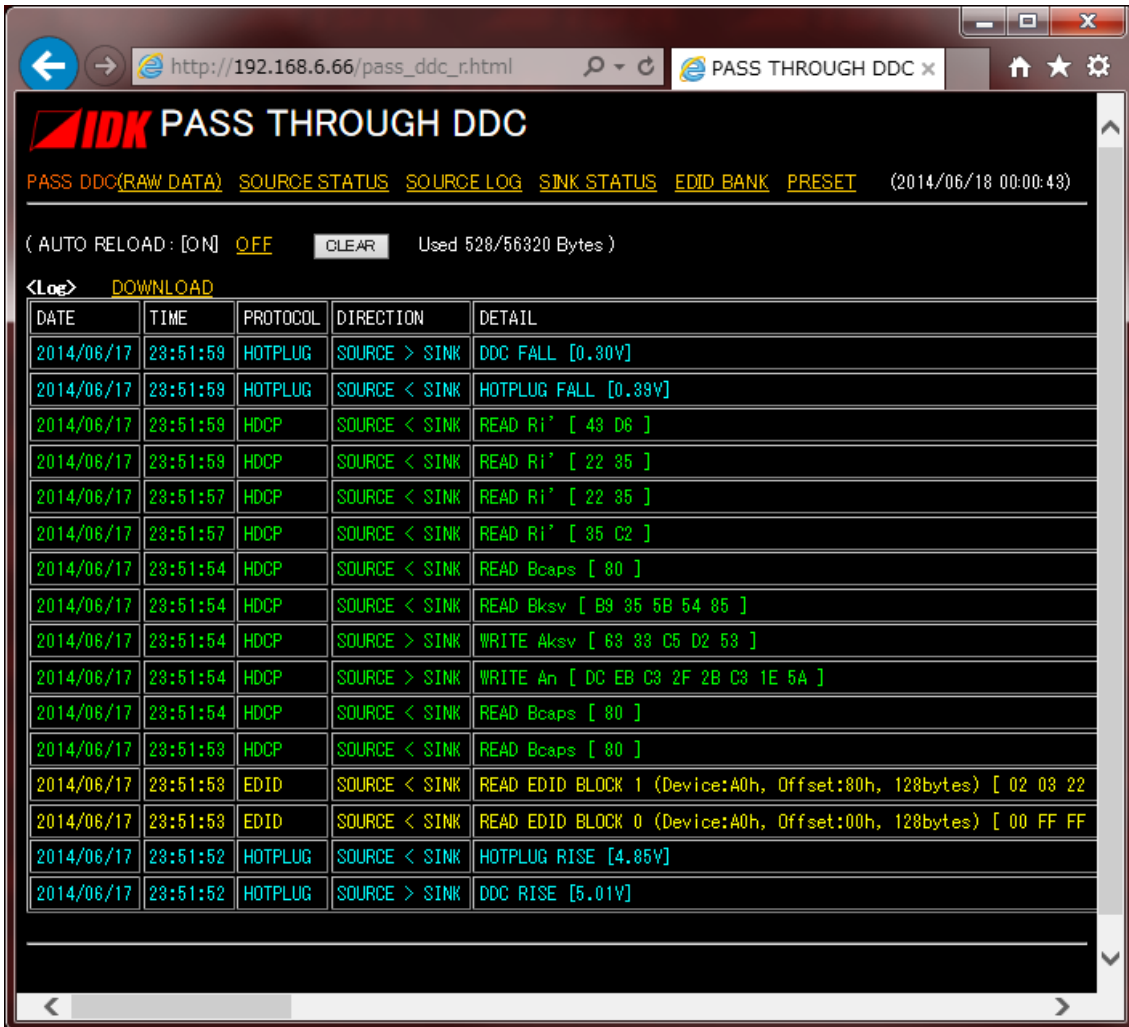 http://192.168.6.66/pass_ddc_r.html PASS THROUGH DDC
IDK PASS THROUGH DDC
PASS DDC(RAW DATA) SOURCE STATUS SOURCE LOG SINK STATUS EDID BANK PRESET (2014/06/18 00:00:43)
( AUTO RELOAD : [ON] OFF CLEAR Used 528/56320 Bytes )
<Log> DOWNLOAD
DATE TIME PROTOCOL DIRECTION DETAIL
2014/06/17 23:51:59 HOTPLUG SOURCE > SINK DDC FALL [0.30V]
2014/06/17 23:51:59 HOTPLUG SOURCE < SINK HOTPLUG FALL [0.39V]
2014/06/17 23:51:59 HDCP SOURCE < SINK READ Ri' [ 43 D6 ]
2014/06/17 23:51:59 HDCP SOURCE < SINK READ Ri' [ 22 35 ]
2014/06/17 23:51:57 HDCP SOURCE < SINK READ Ri' [ 22 35 ]
2014/06/17 23:51:57 HDCP SOURCE < SINK READ Ri' [ 35 C2 ]
2014/06/17 23:51:54 HDCP SOURCE < SINK READ Bcaps [ 80 ]
2014/06/17 23:51:54 HDCP SOURCE < SINK READ Bksv [ B9 35 5B 54 85 ]
2014/06/17 23:51:54 HDCP SOURCE > SINK WRITE Aksv [ 63 33 C5 D2 53 ]
2014/06/17 23:51:54 HDCP SOURCE > SINK WRITE An [ DC EB C3 2F 2B C3 1E 5A ]
2014/06/17 23:51:54 HDCP SOURCE < SINK READ Bcaps [ 80 ]
2014/06/17 23:51:53 HDCP SOURCE < SINK READ Bcaps [ 80 ]
2014/06/17 23:51:53 EDID SOURCE < SINK READ EDID BLOCK 1 (Device:A0h, Offset:80h, 128bytes) [ 02 03 22
2014/06/17 23:51:53 EDID SOURCE < SINK READ EDID BLOCK 0 (Device:A0h, Offset:00h, 128bytes) [ 00 FF FF
2014/06/17 23:51:52 HOTPLUG SOURCE < SINK HOTPLUG RISE [4.85V]
2014/06/17 23:51:52 HOTPLUG SOURCE > SINK DDC RISE [5.01V]